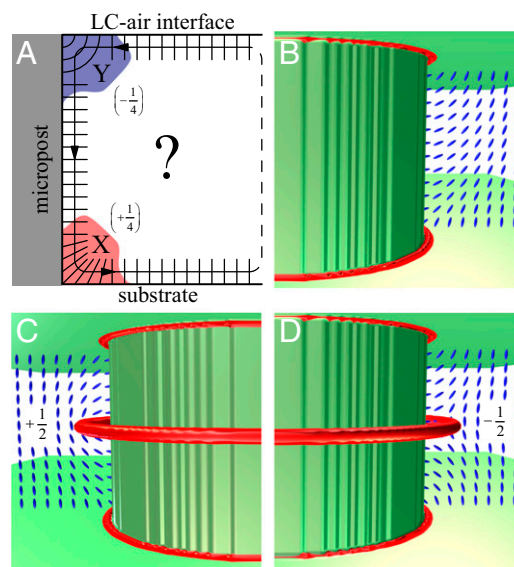 LC-air interface
A
B
Y
(-1/4)
micropost
?
(+1/4)
X
substrate
C
D
+1/2
-1/2